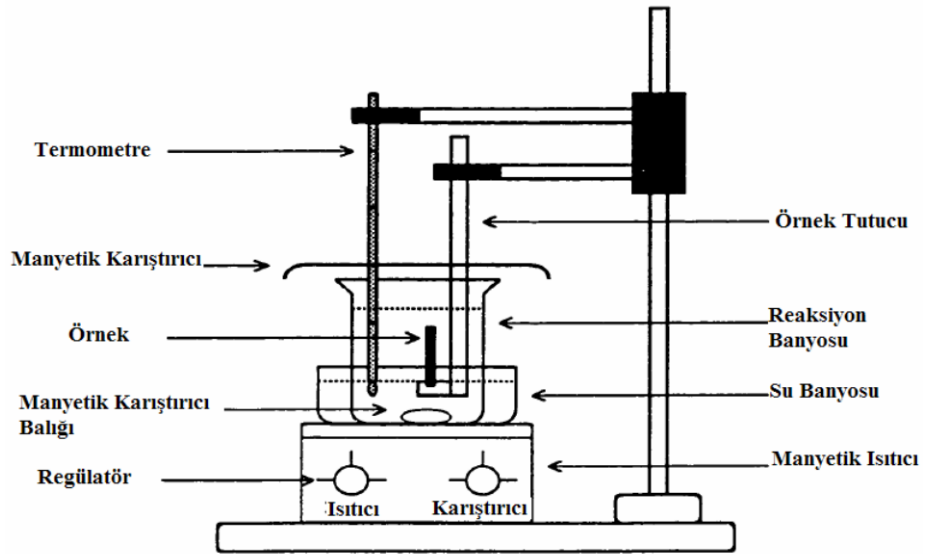 Termometre
Örnek Tutucu
Manyetik Karıştırıcı
Reaksiyon
Banyosu
Örnek
Su Banyosu
Manyetik Karıştırıcı
Balığı
Manyetik Isıtıcı
Regülatör
Isıtıcı
Karıştırıcı